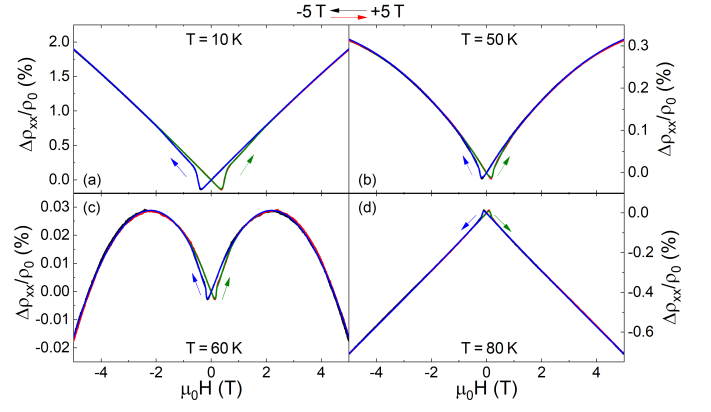 -5 T +5 T
T = 10 K
T = 50 K
Δρxx/ρ0 (%)
2.0
1.5
1.0
0.5
0.0
(a)
0.3
0.2
0.1
0.0
Δρxx/ρ0 (%)
(b)
Δρxx/ρ0 (%)
0.03
0.02
0.01
0.00
-0.01
-0.02
(c)
T = 60 K
(d)
0.0
-0.2
-0.4
-0.6
Δρxx/ρ0 (%)
T = 80 K
-4 -2 0 2 4
-4 -2 0 2 4
μ0H (T)
μ0H (T)